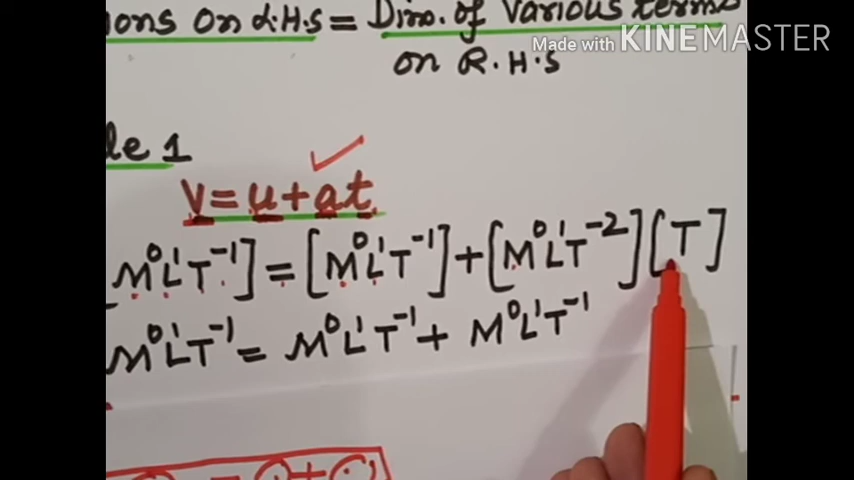 ions on L.H.S = Dim. of Various terms
on R.H.S
Made with KINEMASTER
le 1
v = u + at
[M⁰L¹T⁻¹] = [M⁰L¹T⁻¹] + [M⁰L¹T⁻²][T]
M⁰L¹T⁻¹ = M⁰L¹T⁻¹ + M⁰L¹T⁻¹